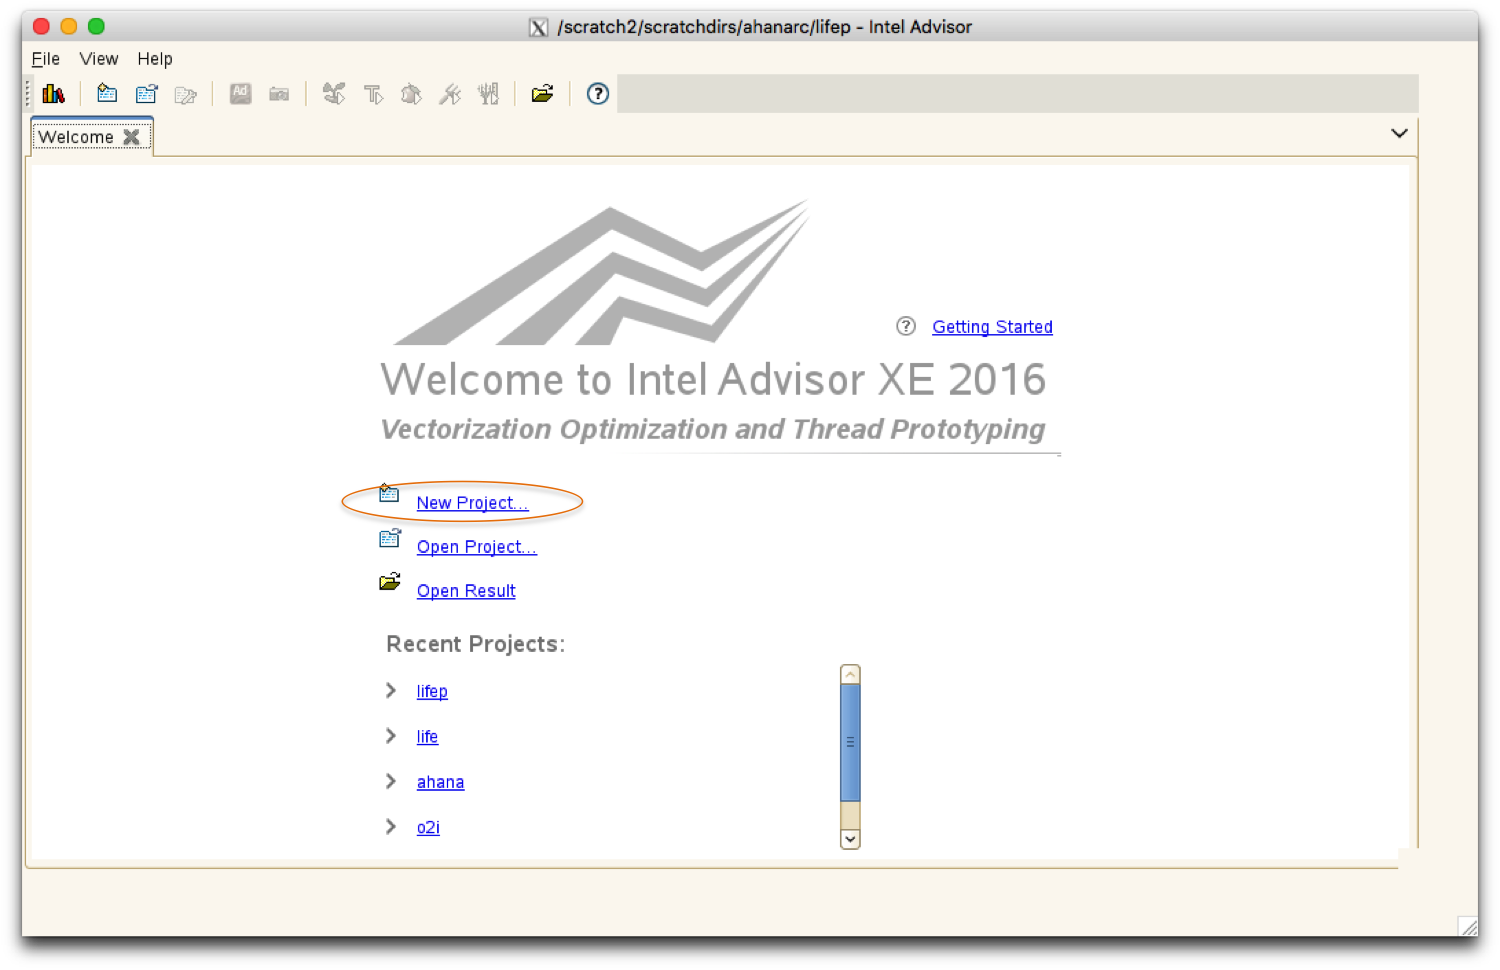 /scratch2/scratchdirs/ahanarc/lifep - Intel Advisor
File View Help
Ad
Welcome
Getting Started
Welcome to Intel Advisor XE 2016
Vectorization Optimization and Thread Prototyping
New Project...
Open Project...
Open Result
Recent Projects:
lifep
life
ahana
o2i